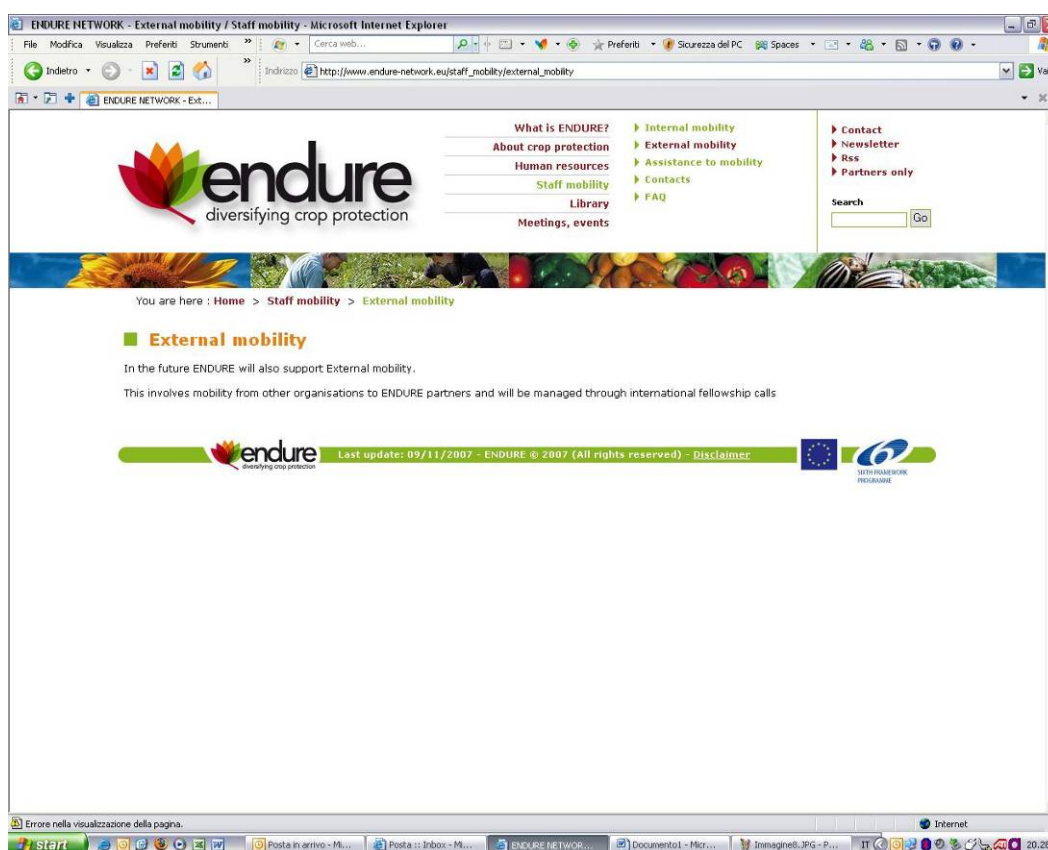 ENDURE NETWORK - External mobility / Staff mobility - Microsoft Internet Explorer
File Modifica Visualizza Preferiti Strumenti » Cerca web... Preferiti Sicurezza del PC Spaces
Indietro » Indirizzo http://www.endure-network.eu/staff_mobility/external_mobility Vai
ENDURE NETWORK - Ext...
endure
diversifying crop protection
What is ENDURE?
About crop protection
Human resources
Staff mobility
Library
Meetings, events
Internal mobility
External mobility
Assistance to mobility
Contacts
FAQ
Contact
Newsletter
Rss
Partners only
Search
Go
You are here : Home > Staff mobility > External mobility
External mobility
In the future ENDURE will also support External mobility.
This involves mobility from other organisations to ENDURE partners and will be managed through international fellowship calls
endure
diversifying crop protection
Last update: 09/11/2007 - ENDURE © 2007 (All rights reserved) - Disclaimer
6
SIXTH FRAMEWORK
PROGRAMME
Errore nella visualizzazione della pagina. Internet
start Posta in arrivo - Mi... Posta :: Inbox - M... ENDURE NETWOR... Documento1 - Micr... Immagine8.JPG - P... IT 20.28